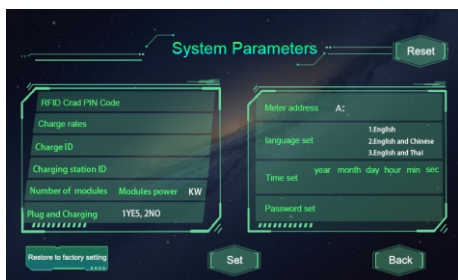 System Parameters
Reset
RFID Crad PIN Code
Charge rates
Charge ID
Charging station ID
Number of modules Modules power KW
Plug and Charging 1YES, 2NO
Meter address A:
language set
1.English
2.English and Chinese
3.English and Thai
Time set year month day hour min sec
Password set
Restore to factory setting
Set
Back